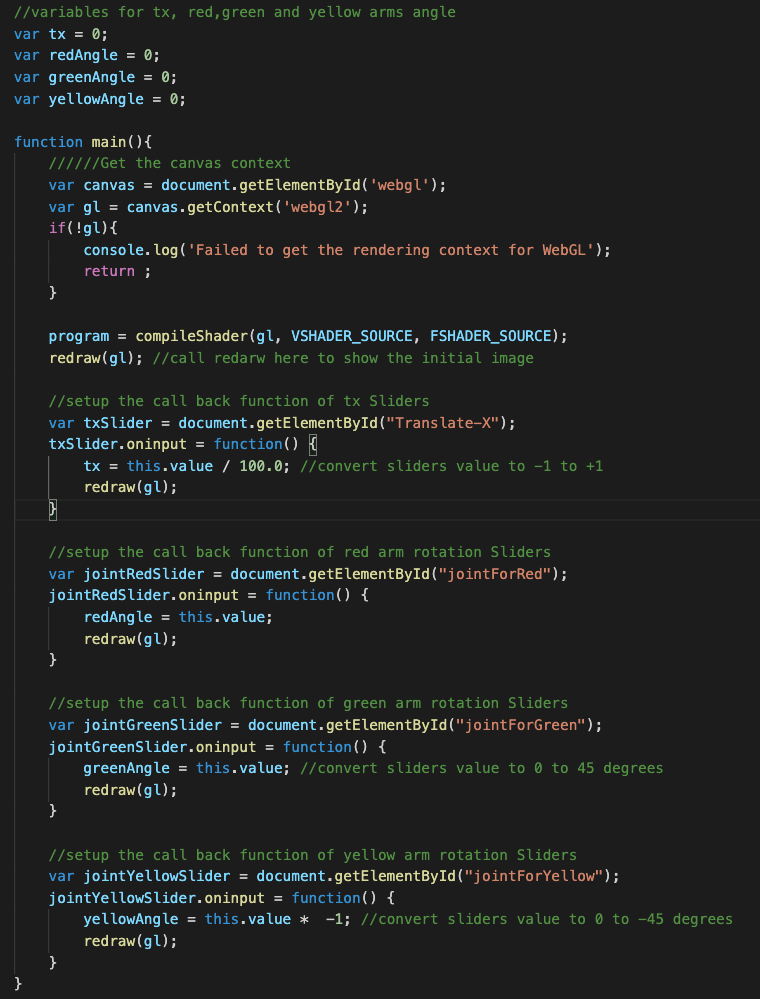 //variables for tx, red,green and yellow arms angle
var tx = 0;
var redAngle = 0;
var greenAngle = 0;
var yellowAngle = 0;

function main(){
    //////Get the canvas context
    var canvas = document.getElementById('webgl');
    var gl = canvas.getContext('webgl2');
    if(!gl){
        console.log('Failed to get the rendering context for WebGL');
        return ;
    }

    program = compileShader(gl, VSHADER_SOURCE, FSHADER_SOURCE);
    redraw(gl); //call redarw here to show the initial image

    //setup the call back function of tx Sliders
    var txSlider = document.getElementById("Translate-X");
    txSlider.oninput = function() {
        tx = this.value / 100.0; //convert sliders value to -1 to +1
        redraw(gl);
    }

    //setup the call back function of red arm rotation Sliders
    var jointRedSlider = document.getElementById("jointForRed");
    jointRedSlider.oninput = function() {
        redAngle = this.value;
        redraw(gl);
    }

    //setup the call back function of green arm rotation Sliders
    var jointGreenSlider = document.getElementById("jointForGreen");
    jointGreenSlider.oninput = function() {
        greenAngle = this.value; //convert sliders value to 0 to 45 degrees
        redraw(gl);
    }

    //setup the call back function of yellow arm rotation Sliders
    var jointYellowSlider = document.getElementById("jointForYellow");
    jointYellowSlider.oninput = function() {
        yellowAngle = this.value *  -1; //convert sliders value to 0 to -45 degrees
        redraw(gl);
    }
}